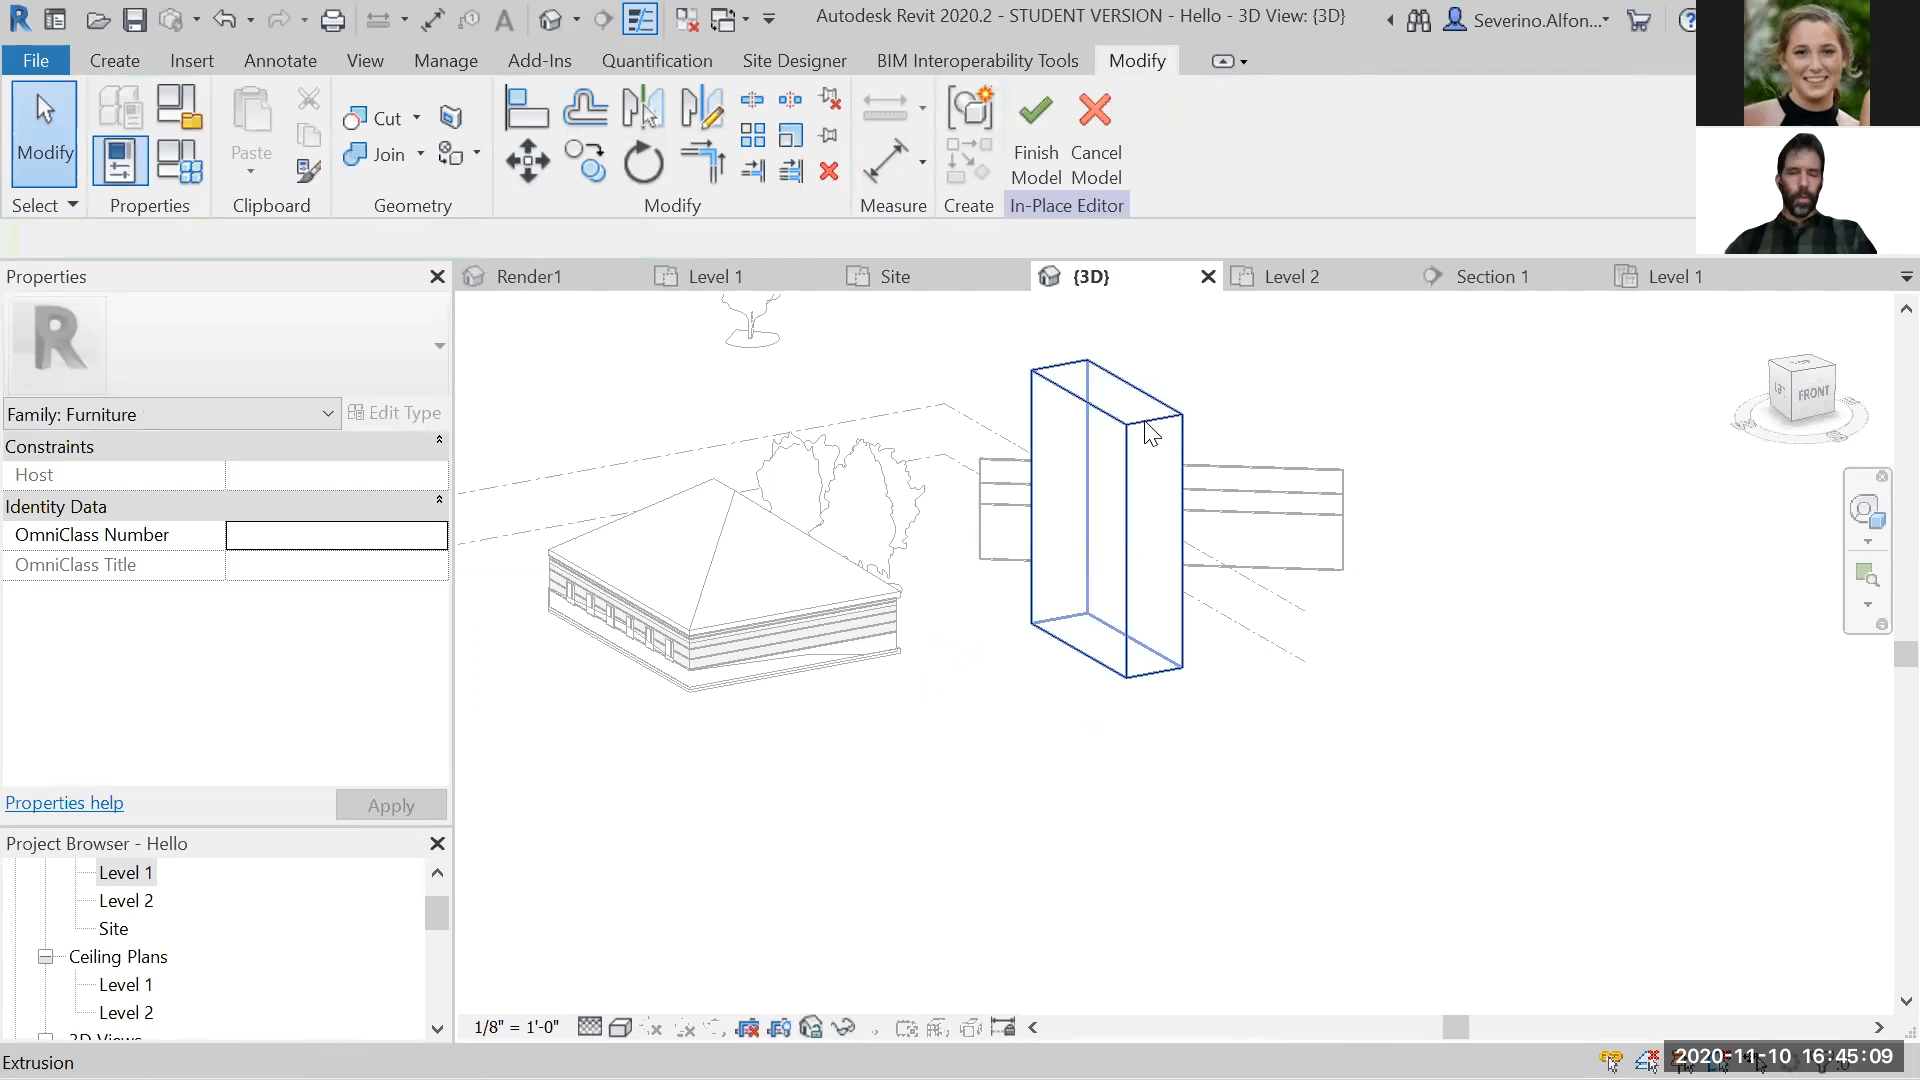 Autodesk Revit 2020.2 - STUDENT VERSION - Hello - 3D View: {3D}
Severino.Alfon...
File
Create
Insert
Annotate
View
Manage
Add-Ins
Quantification
Site Designer
BIM Interoperability Tools
Modify
Modify
Paste
Cut
Join
Finish Model
Cancel Model
Select
Properties
Clipboard
Geometry
Modify
Measure
Create
In-Place Editor
Properties
Render1
Level 1
Site
{3D}
Level 2
Section 1
Level 1
Family: Furniture
Edit Type
Constraints
Host
Identity Data
OmniClass Number
OmniClass Title
FRONT
Properties help
Apply
Project Browser - Hello
Level 1
Level 2
Site
Ceiling Plans
Level 1
Level 2
3D Views
1/8" = 1'-0"
Extrusion
2020-11-10 16:45:09